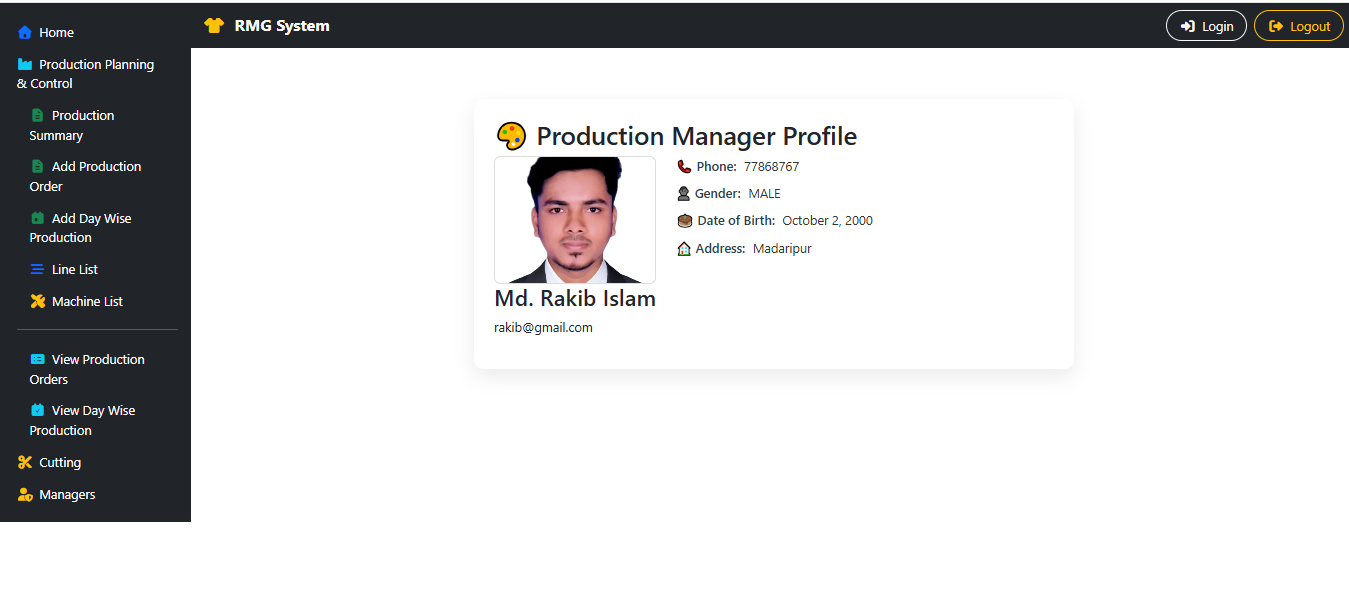 Home
Production Planning
& Control
Production
Summary
Add Production
Order
Add Day Wise
Production
Line List
Machine List
View Production
Orders
View Day Wise
Production
Cutting
Managers
RMG System
Login
Logout
Production Manager Profile
Md. Rakib Islam
rakib@gmail.com
Phone: 77868767
Gender: MALE
Date of Birth: October 2, 2000
Address: Madaripur